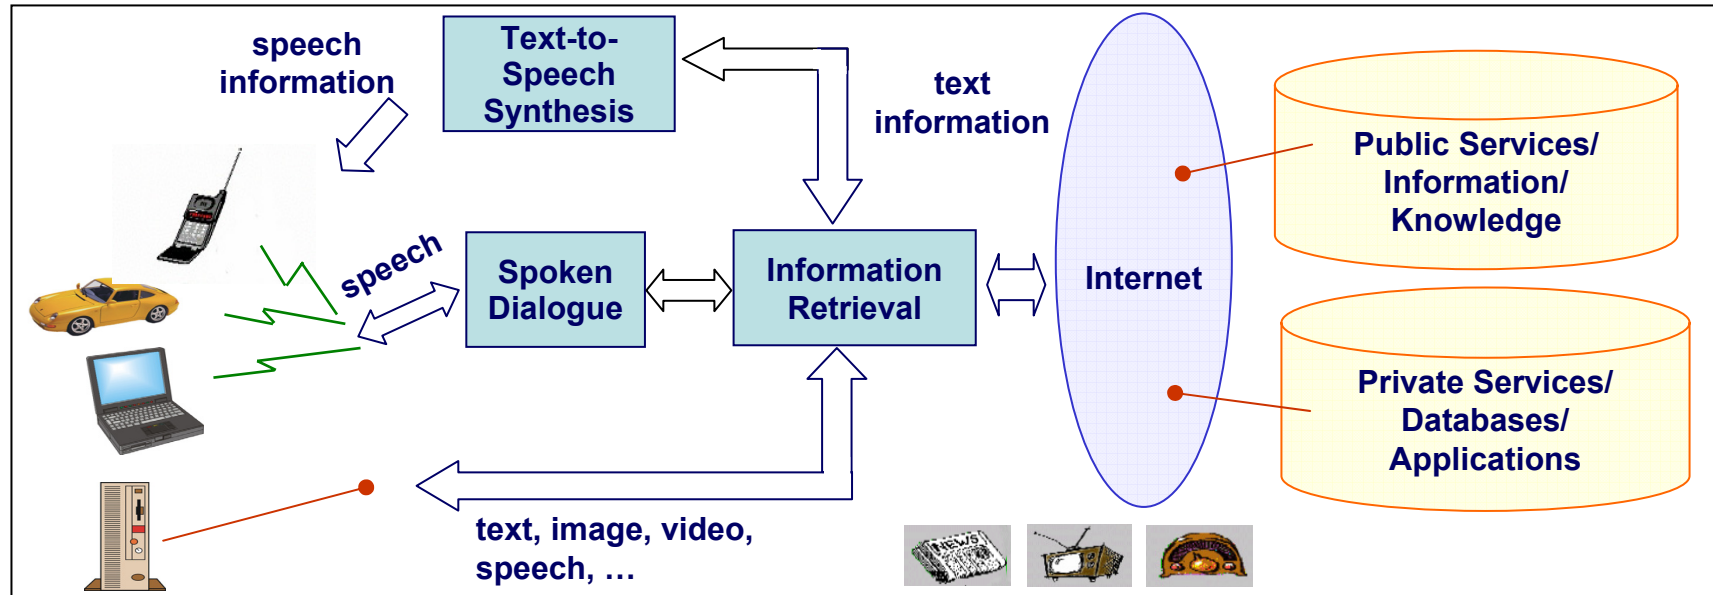 speech
information
Text-to-
Speech
Synthesis
text
information
Public Services/
Information/
Knowledge
speech
Spoken
Dialogue
Information
Retrieval
Internet
Private Services/
Databases/
Applications
text, image, video,
speech, …
NEWS